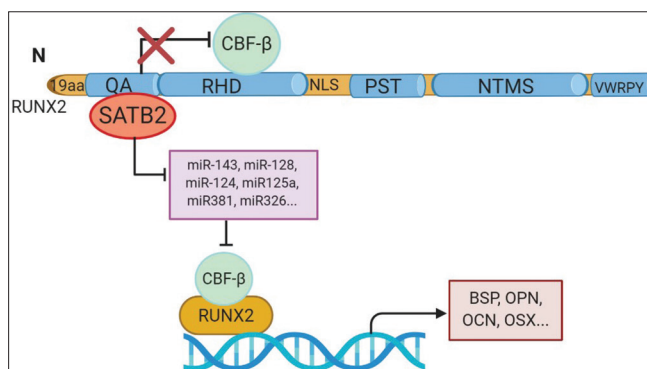 CBF-β
N
19aa QA RHD NLS PST NTMS VWRPY
RUNX2
SATB2
miR-143, miR-128,
miR-124, miR125a,
miR381, miR326...
CBF-β
RUNX2
BSP, OPN,
OCN, OSX...